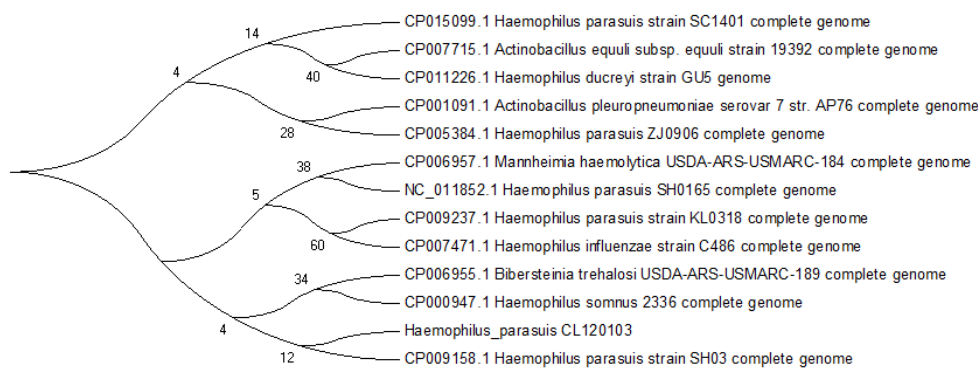 CP015099.1 Haemophilus parasuis strain SC1401 complete genome
14
CP007715.1 Actinobacillus equuli subsp. equuli strain 19392 complete genome
4
40
CP011226.1 Haemophilus ducreyi strain GU5 genome
CP001091.1 Actinobacillus pleuropneumoniae serovar 7 str. AP76 complete genome
28
CP005384.1 Haemophilus parasuis ZJ0906 complete genome
38
CP006957.1 Mannheimia haemolytica USDA-ARS-USMARC-184 complete genome
NC_011852.1 Haemophilus parasuis SH0165 complete genome
5
CP009237.1 Haemophilus parasuis strain KL0318 complete genome
60
CP007471.1 Haemophilus influenzae strain C486 complete genome
34
CP006955.1 Bibersteinia trehalosi USDA-ARS-USMARC-189 complete genome
CP000947.1 Haemophilus somnus 2336 complete genome
4
Haemophilus_parasuis CL120103
12
CP009158.1 Haemophilus parasuis strain SH03 complete genome